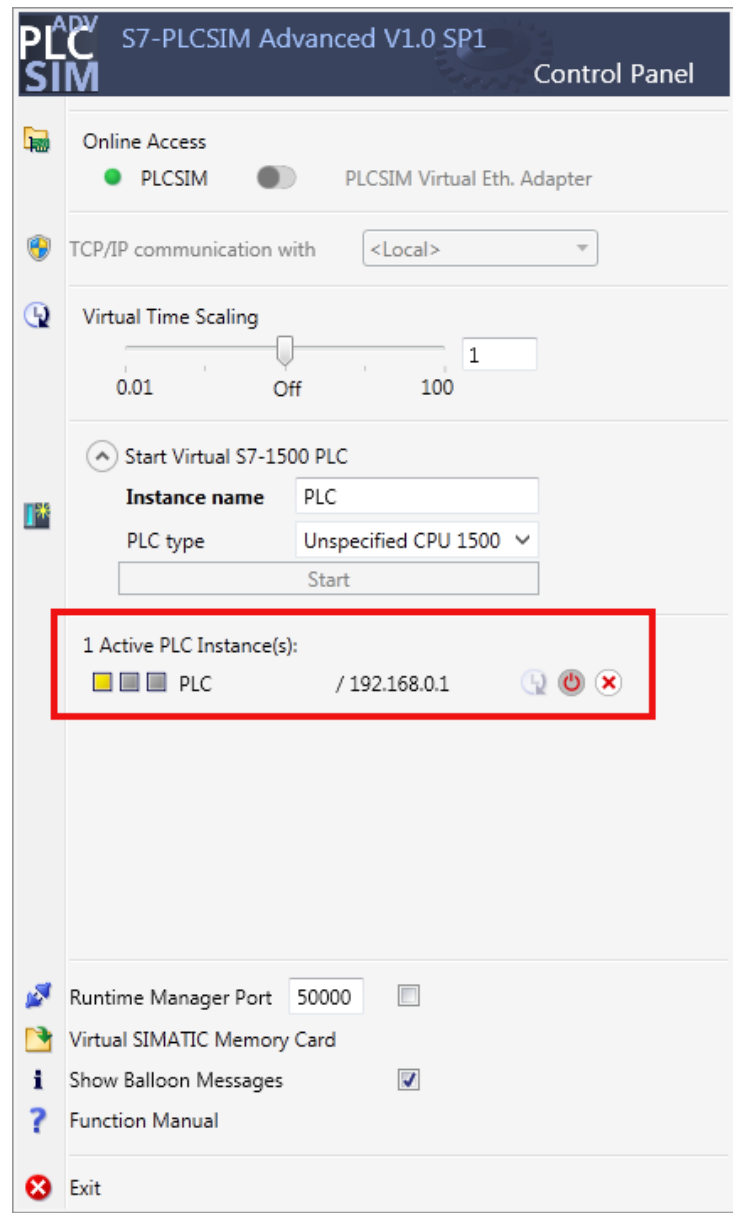 PLC ADV
SIM
S7-PLCSIM Advanced V1.0 SP1
Control Panel
Online Access
PLCSIM PLCSIM Virtual Eth. Adapter
TCP/IP communication with <Local>
Virtual Time Scaling
1
0.01 Off 100
Start Virtual S7-1500 PLC
Instance name PLC
PLC type Unspecified CPU 1500
Start
1 Active PLC Instance(s):
PLC / 192.168.0.1
Runtime Manager Port 50000
Virtual SIMATIC Memory Card
Show Balloon Messages
Function Manual
Exit